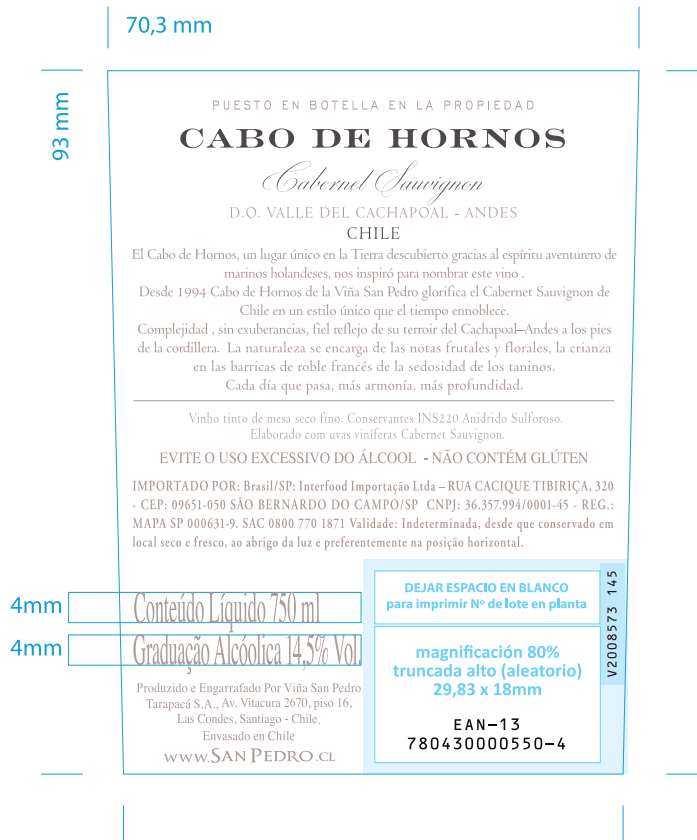 70,3 mm
93 mm
PUESTO EN BOTELLA EN LA PROPIEDAD
CABO DE HORNOS
Cabernet Sauvignon
D.O. VALLE DEL CACHAPOAL - ANDES
CHILE
El Cabo de Hornos, un lugar único en la Tierra descubierto gracias al espíritu aventurero de
marinos holandeses, nos inspiró para nombrar este vino .
Desde 1994 Cabo de Hornos de la Viña San Pedro glorifica el Cabernet Sauvignon de
Chile en un estilo único que el tiempo ennoblece.
Complejidad , sin exuberancias, fiel reflejo de su terroir del Cachapoal–Andes a los pies
de la cordillera. La naturaleza se encarga de las notas frutales y florales, la crianza
en las barricas de roble francés de la sedosidad de los taninos.
Cada día que pasa, más armonía, más profundidad.
Vinho tinto de mesa seco fino. Conservantes INS220 Anidrido Sulforoso.
Elaborado com uvas viníferas Cabernet Sauvignon.
EVITE O USO EXCESSIVO DO ÁLCOOL - NÃO CONTÉM GLÚTEN
IMPORTADO POR: Brasil/SP: Interfood Importação Ltda – RUA CACIQUE TIBIRIÇA, 320
- CEP: 09651-050 SÃO BERNARDO DO CAMPO/SP CNPJ: 36.357.994/0001-45 - REG.:
MAPA SP 000631-9. SAC 0800 770 1871 Validade: Indeterminada, desde que conservado em
local seco e fresco, ao abrigo da luz e preferentemente na posição horizontal.
4mm
Conteúdo Líquido 750 ml
4mm
Graduação Alcóolica 14,5% Vol.
Produzido e Engarrafado Por Viña San Pedro
Tarapacá S.A., Av. Vitacura 2670, piso 16,
Las Condes, Santiago - Chile.
Envasado en Chile
WWW.SAN PEDRO.CL
DEJAR ESPACIO EN BLANCO
para imprimir Nº de lote en planta
magnificación 80%
truncada alto (aleatorio)
29,83 x 18mm
EAN-13
780430000550-4
V2008573 145